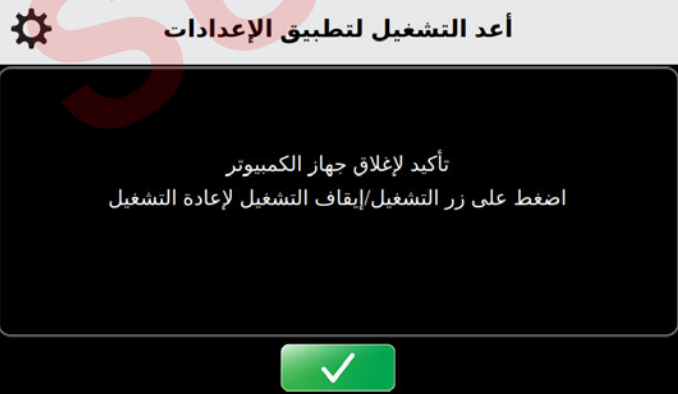 أعد التشغيل لتطبيق الإعدادات
تأكيد لإغلاق جهاز الكمبيوتر
اضغط على زر التشغيل/إيقاف التشغيل لإعادة التشغيل